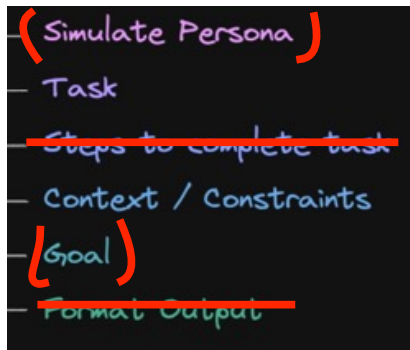 Simulate Persona
Task
Steps to complete task
Context / Constraints
Goal
Format Output